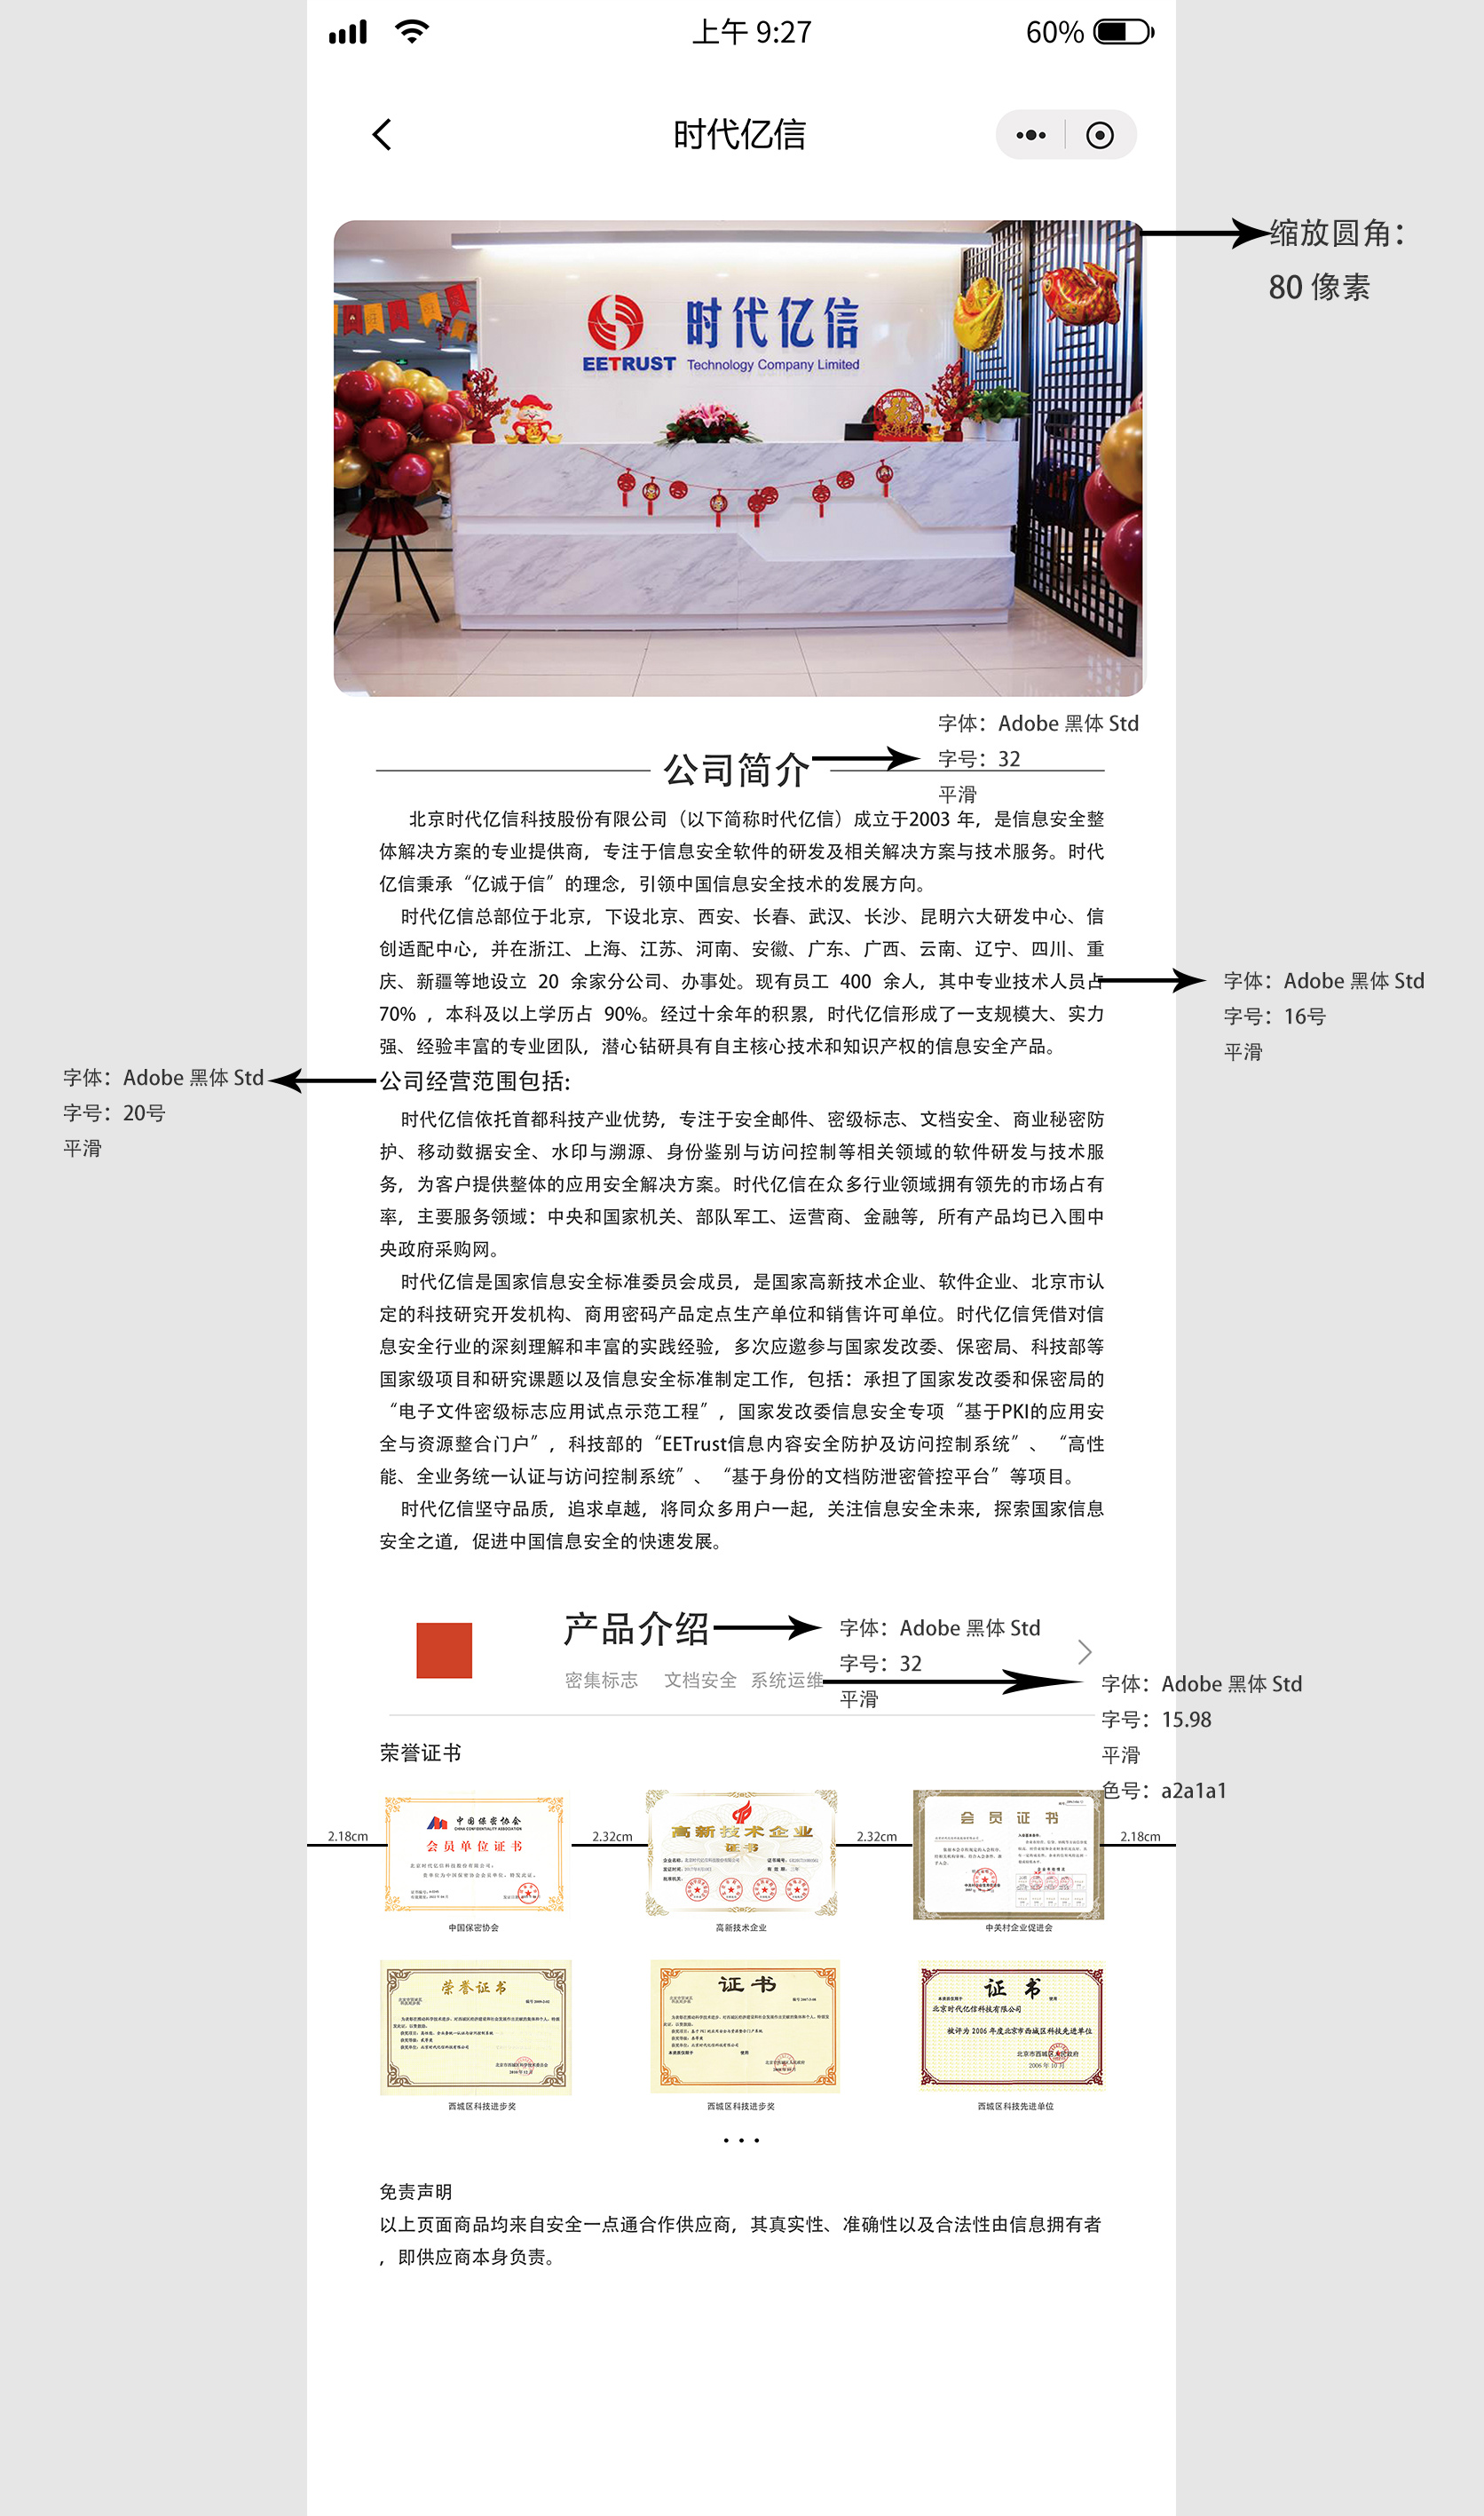 上午 9:27
60%
时代亿信
缩放圆角：
80 像素
时代亿信
EETRUST Technology Company Limited
字体：Adobe 黑体 Std
字号：32
平滑
公司简介
北京时代亿信科技股份有限公司（以下简称时代亿信）成立于2003 年，是信息安全整
体解决方案的专业提供商，专注于信息安全软件的研发及相关解决方案与技术服务。时代
亿信秉承“亿诚于信”的理念，引领中国信息安全技术的发展方向。
时代亿信总部位于北京，下设北京、西安、长春、武汉、长沙、昆明六大研发中心、信
创适配中心，并在浙江、上海、江苏、河南、安徽、广东、广西、云南、辽宁、四川、重
庆、新疆等地设立 20 余家分公司、办事处。现有员工 400 余人，其中专业技术人员占
70% ，本科及以上学历占 90%。经过十余年的积累，时代亿信形成了一支规模大、实力
强、经验丰富的专业团队，潜心钻研具有自主核心技术和知识产权的信息安全产品。
字体：Adobe 黑体 Std
字号：16号
平滑
公司经营范围包括:
字体：Adobe 黑体 Std
字号：20号
平滑
时代亿信依托首都科技产业优势，专注于安全邮件、密级标志、文档安全、商业秘密防
护、移动数据安全、水印与溯源、身份鉴别与访问控制等相关领域的软件研发与技术服
务，为客户提供整体的应用安全解决方案。时代亿信在众多行业领域拥有领先的市场占有
率，主要服务领域：中央和国家机关、部队军工、运营商、金融等，所有产品均已入围中
央政府采购网。
时代亿信是国家信息安全标准委员会成员，是国家高新技术企业、软件企业、北京市认
定的科技研究开发机构、商用密码产品定点生产单位和销售许可单位。时代亿信凭借对信
息安全行业的深刻理解和丰富的实践经验，多次应邀参与国家发改委、保密局、科技部等
国家级项目和研究课题以及信息安全标准制定工作，包括：承担了国家发改委和保密局的
“电子文件密级标志应用试点示范工程”，国家发改委信息安全专项“基于PKI的应用安
全与资源整合门户”，科技部的“EETrust信息内容安全防护及访问控制系统”、“高性
能、全业务统一认证与访问控制系统”、“基于身份的文档防泄密管控平台”等项目。
时代亿信坚守品质，追求卓越，将同众多用户一起，关注信息安全未来，探索国家信息
安全之道，促进中国信息安全的快速发展。
产品介绍
字体：Adobe 黑体 Std
字号：32
平滑
密集标志 文档安全 系统运维
字体：Adobe 黑体 Std
字号：15.98
平滑
色号：a2a1a1
荣誉证书
2.18cm 2.32cm 2.32cm 2.18cm
中国保密协会
CHINA CONFIDENTIALITY ASSOCIATION
会员单位证书
高新技术企业
证书
会员证书
中国保密协会 高新技术企业 中关村企业促进会
荣誉证书
证书
证书
北京时代亿信科技有限公司
被评为 2006 年度北京市西城区科技先进单位
2006 年 10 月
西城区科技进步奖 西城区科技进步奖 西城区科技先进单位
...
免责声明
以上页面商品均来自安全一点通合作供应商，其真实性、准确性以及合法性由信息拥有者
，即供应商本身负责。